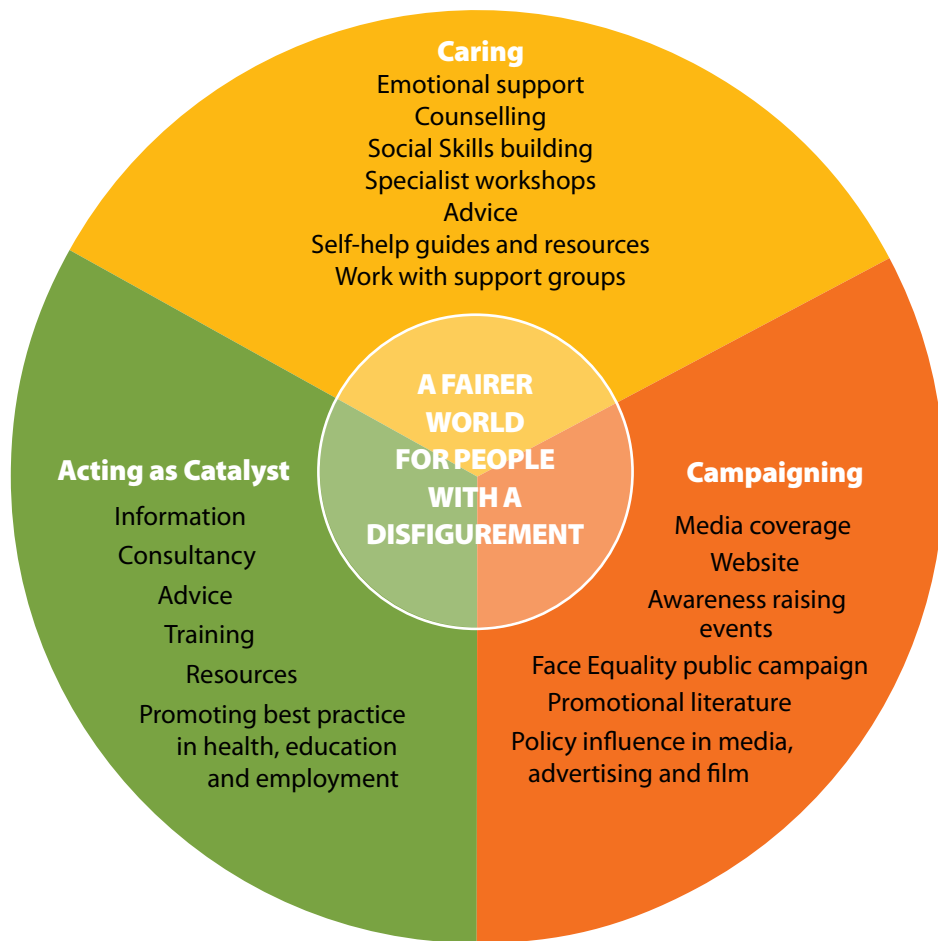 Caring
Emotional support
Counselling
Social Skills building
Specialist workshops
Advice
Self-help guides and resources
Work with support groups
A FAIRER
WORLD
FOR PEOPLE
WITH A
DISFIGUREMENT
Acting as Catalyst
Information
Consultancy
Advice
Training
Resources
Promoting best practice
in health, education
and employment
Campaigning
Media coverage
Website
Awareness raising
events
Face Equality public campaign
Promotional literature
Policy influence in media,
advertising and film